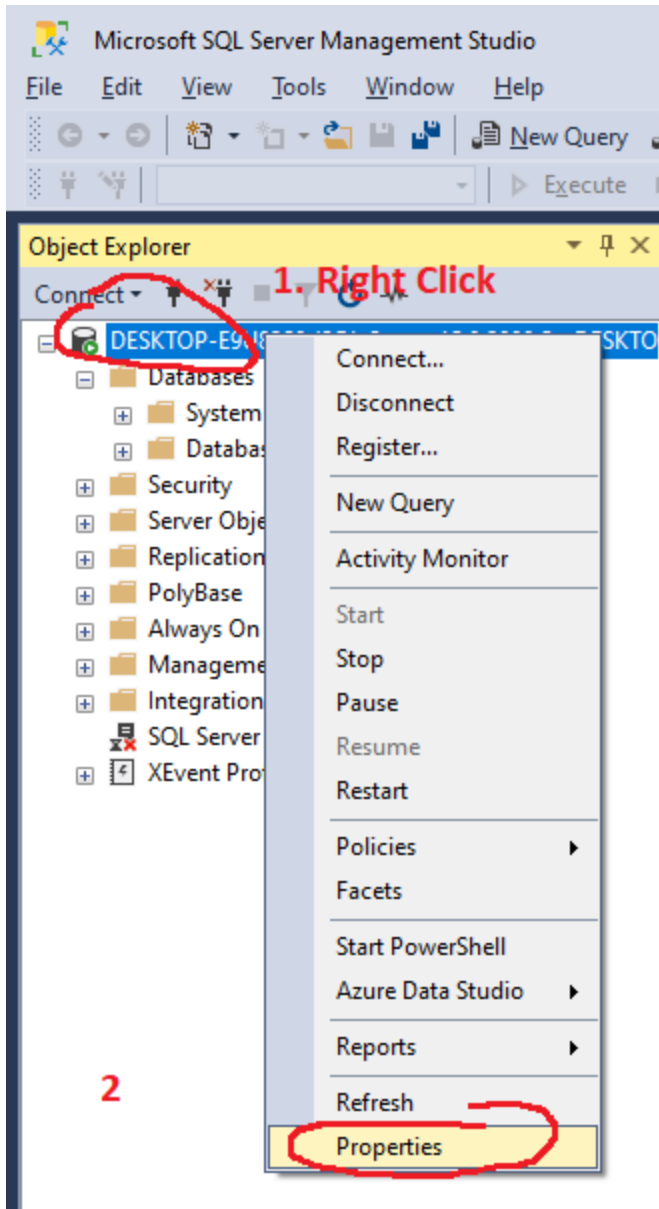 Microsoft SQL Server Management Studio
File Edit View Tools Window Help
New Query
Execute
Object Explorer
1. Right Click
Connect
Databases
System
Security
Server Obje
Replication
PolyBase
Always On
Manageme
Integration
SQL Server
XEvent Pro
Connect...
Disconnect
Register...
New Query
Activity Monitor
Start
Stop
Pause
Resume
Restart
Policies
Facets
Start PowerShell
Azure Data Studio
Reports
Refresh
2
Properties